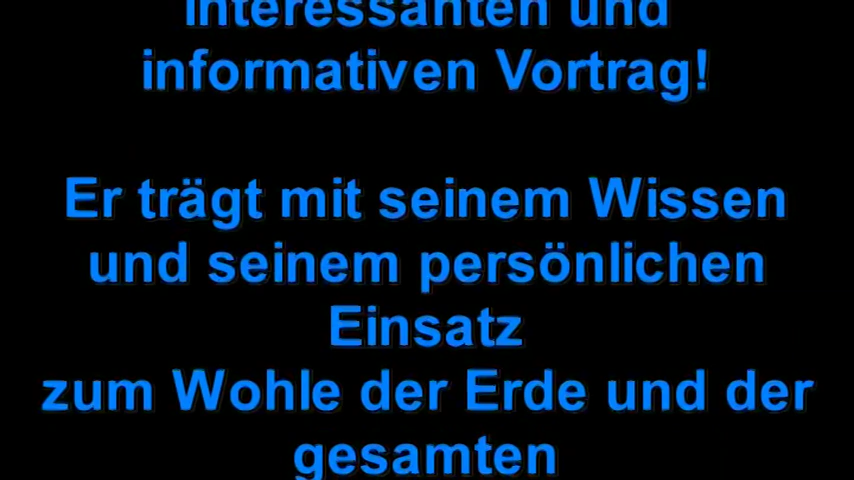 interessanten und
informativen Vortrag!
Er trägt mit seinem Wissen
und seinem persönlichen
Einsatz
zum Wohle der Erde und der
gesamten